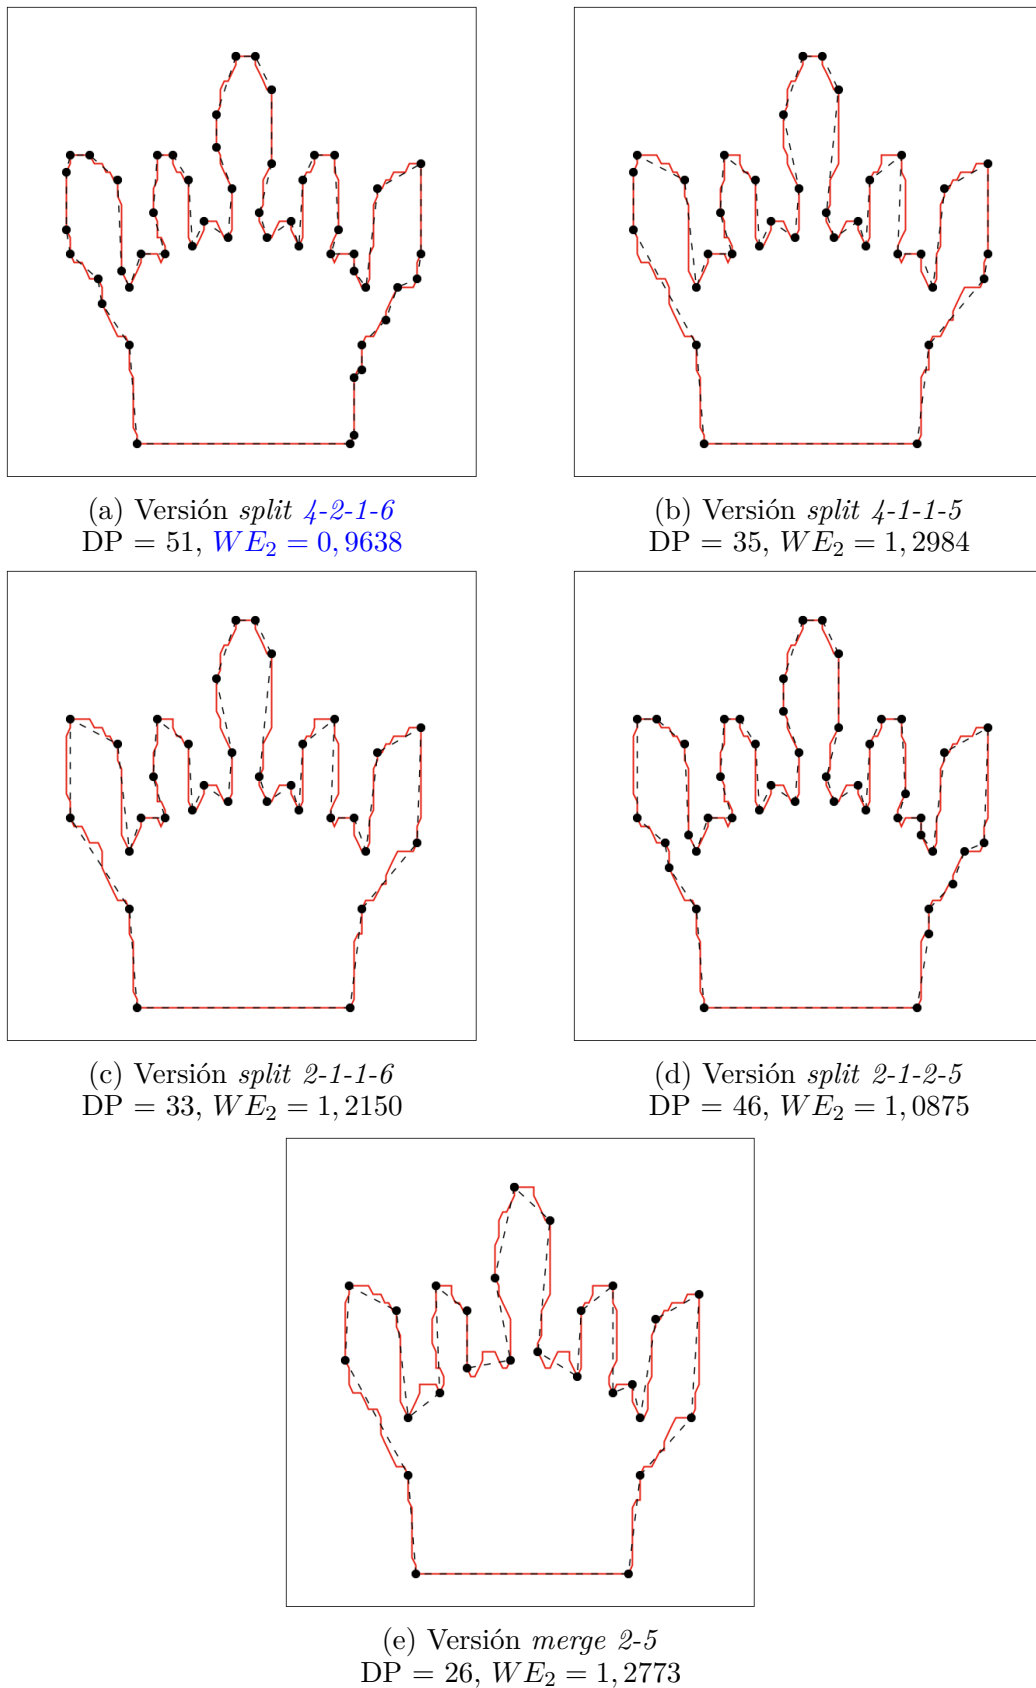 (a) Versión split 4-2-1-6
DP = 51, WE₂ = 0,9638
(b) Versión split 4-1-1-5
DP = 35, WE₂ = 1,2984
(c) Versión split 2-1-1-6
DP = 33, WE₂ = 1,2150
(d) Versión split 2-1-2-5
DP = 46, WE₂ = 1,0875
(e) Versión merge 2-5
DP = 26, WE₂ = 1,2773